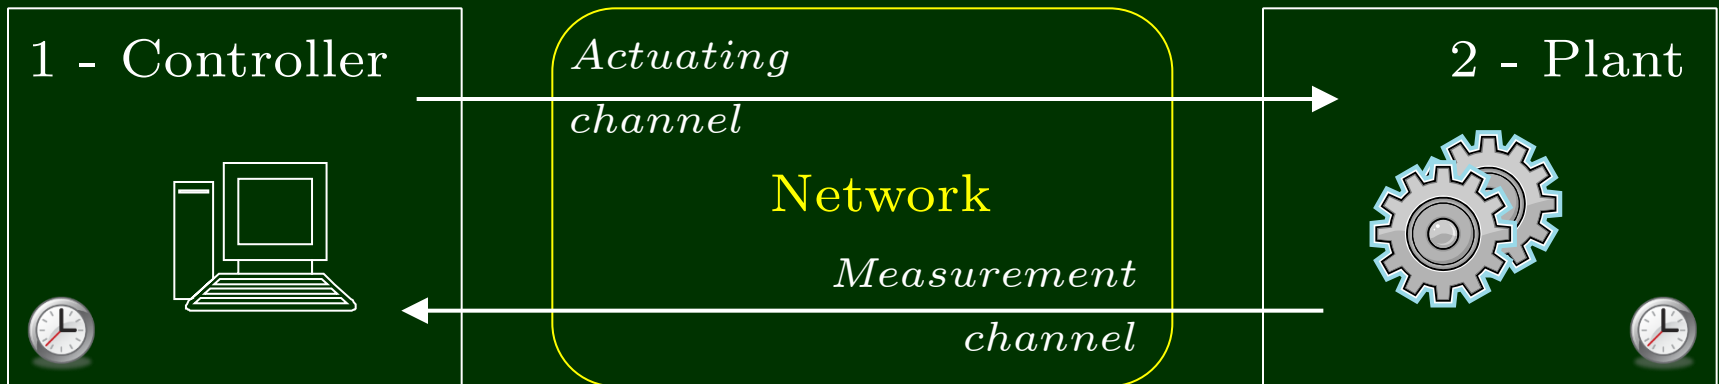 1 - Controller
Actuating
channel
2 - Plant
Network
Measurement
channel